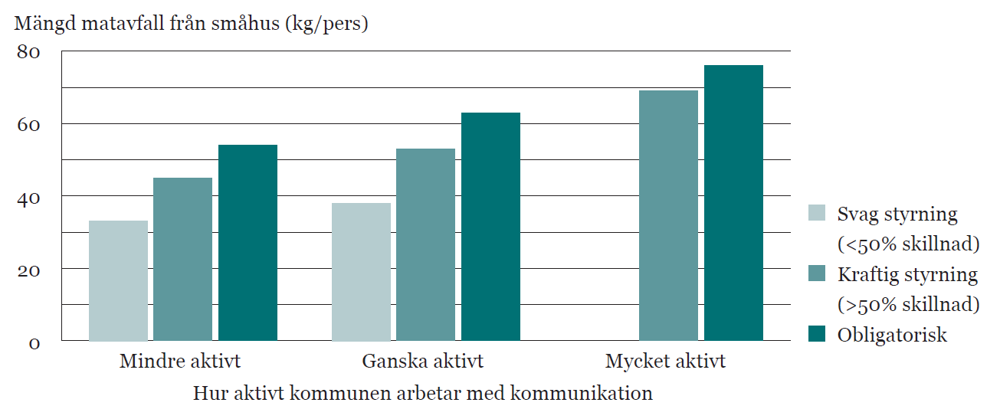 Mängd matavfall från småhus (kg/pers)
80
60
40
20
0
Mindre aktivt
Ganska aktivt
Mycket aktivt
Hur aktivt kommunen arbetar med kommunikation
Svag styrning
(<50% skillnad)
Kraftig styrning
(>50% skillnad)
Obligatorisk